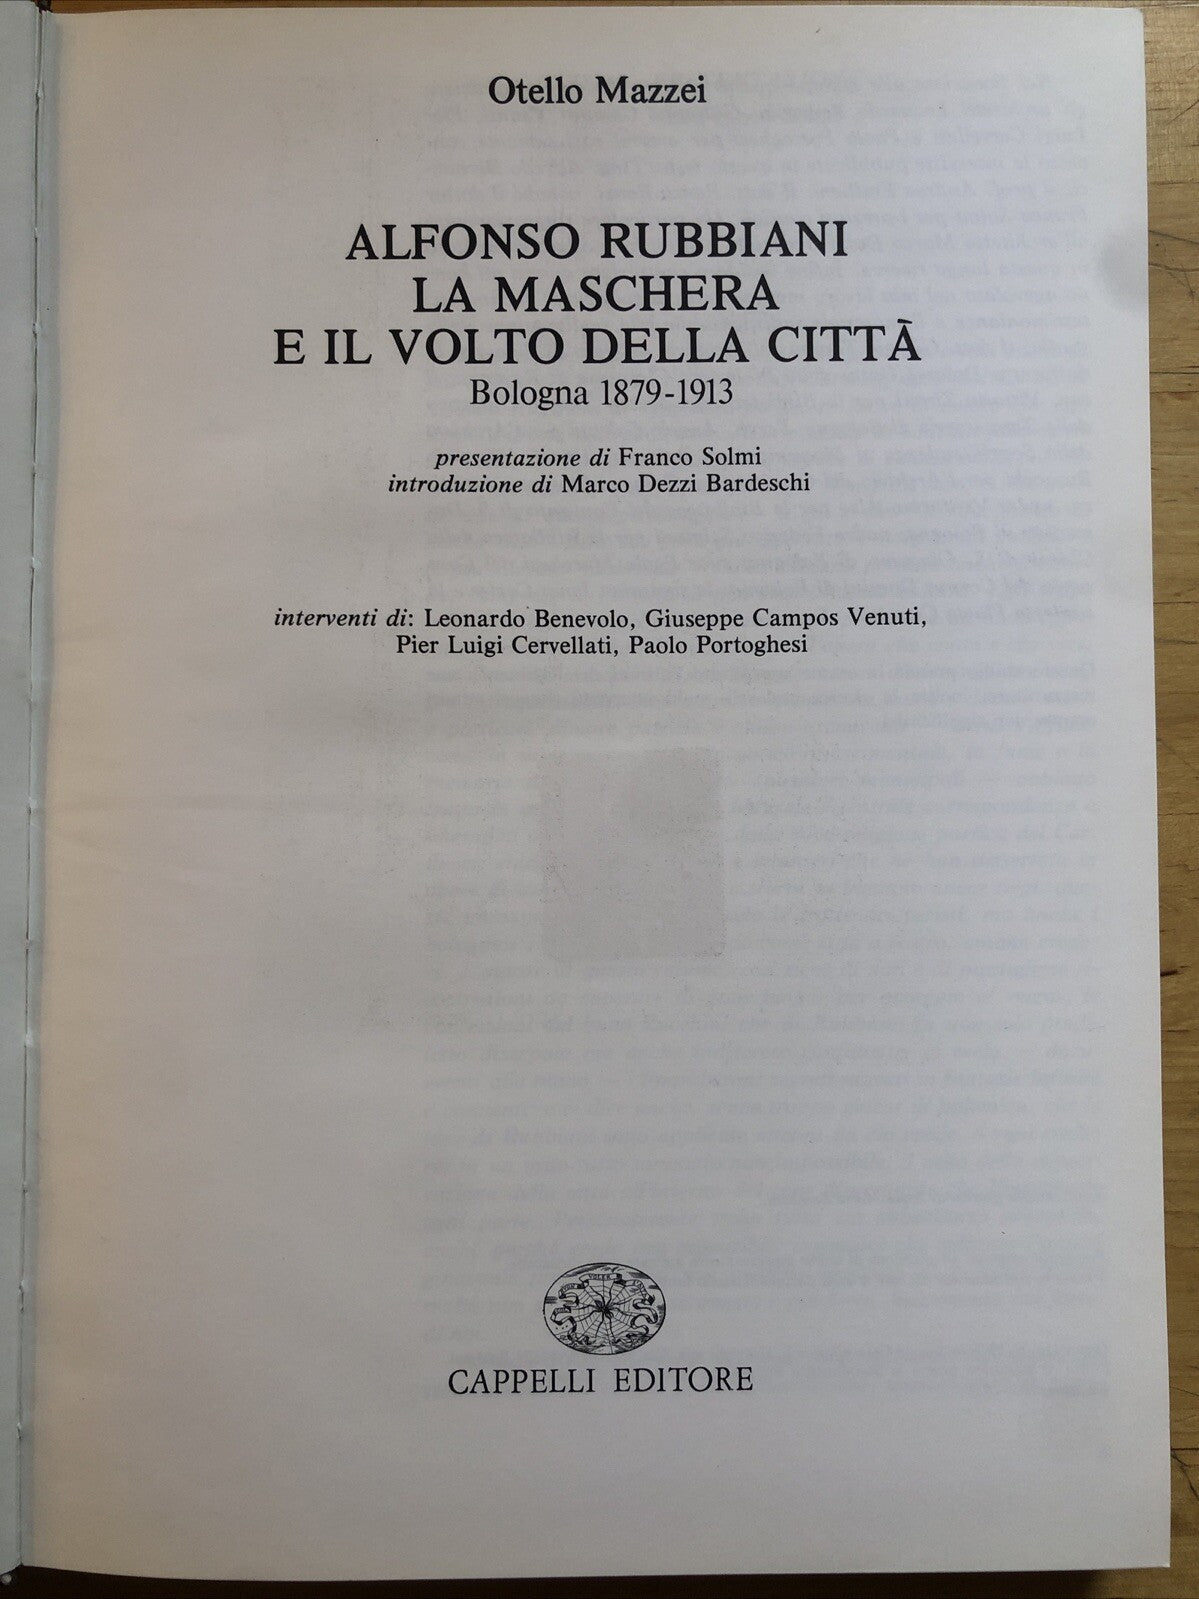 Otello Mazzei
ALFONSO RUBBIANI
LA MASCHERA
E IL VOLTO DELLA CITTÀ
Bologna 1879-1913
presentazione di Franco Solmi
introduzione di Marco Dezzi Bardeschi
interventi di: Leonardo Benevolo, Giuseppe Campos Venuti,
Pier Luigi Cervellati, Paolo Portoghesi
CAPPELLI EDITORE